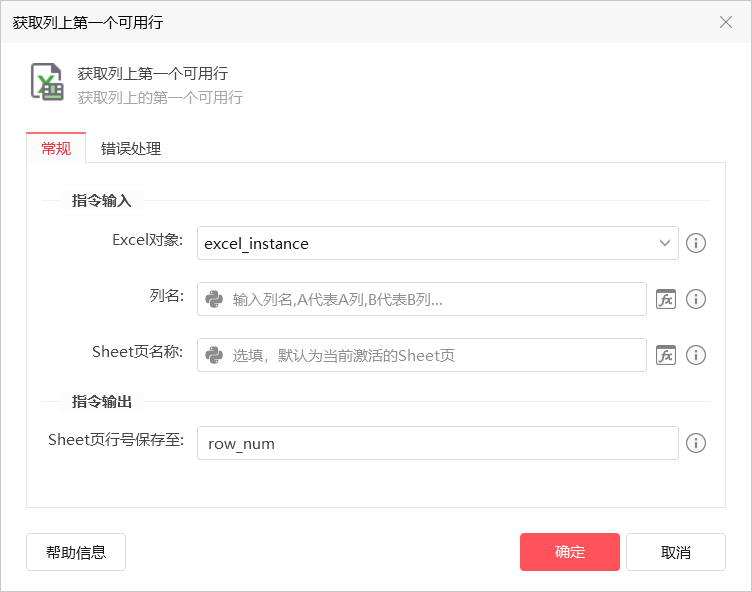 获取列上第一个可用行
获取列上第一个可用行
获取列上的第一个可用行
常规
错误处理
指令输入
Excel对象:
excel_instance
列名:
输入列名,A代表A列,B代表B列...
fx
Sheet页名称:
选填，默认为当前激活的Sheet页
fx
指令输出
Sheet页行号保存至:
row_num
帮助信息
确定
取消